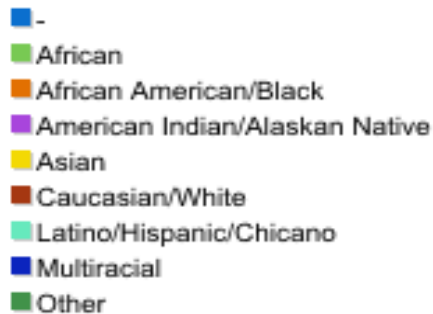 -
African
African American/Black
American Indian/Alaskan Native
Asian
Caucasian/White
Latino/Hispanic/Chicano
Multiracial
Other